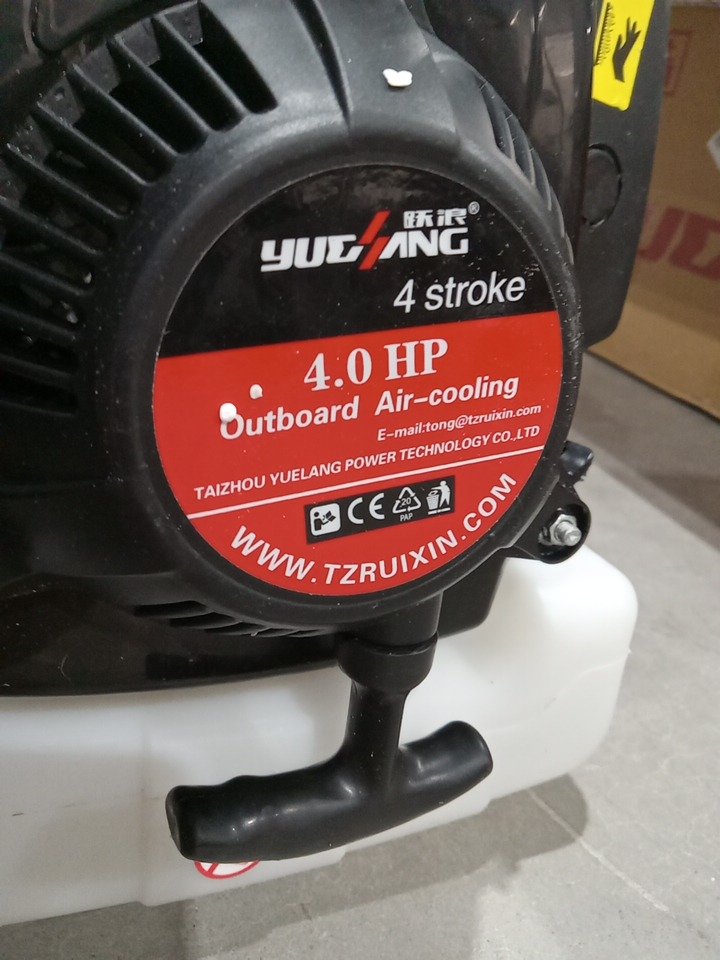 跃浪®
YUELANG
4 stroke
4.0 HP
Outboard Air-cooling
E-mail:tong@tzruixin.com
TAIZHOU YUELANG POWER TECHNOLOGY CO.,LTD
CE
20
PAP
WWW.TZRUIXIN.COM